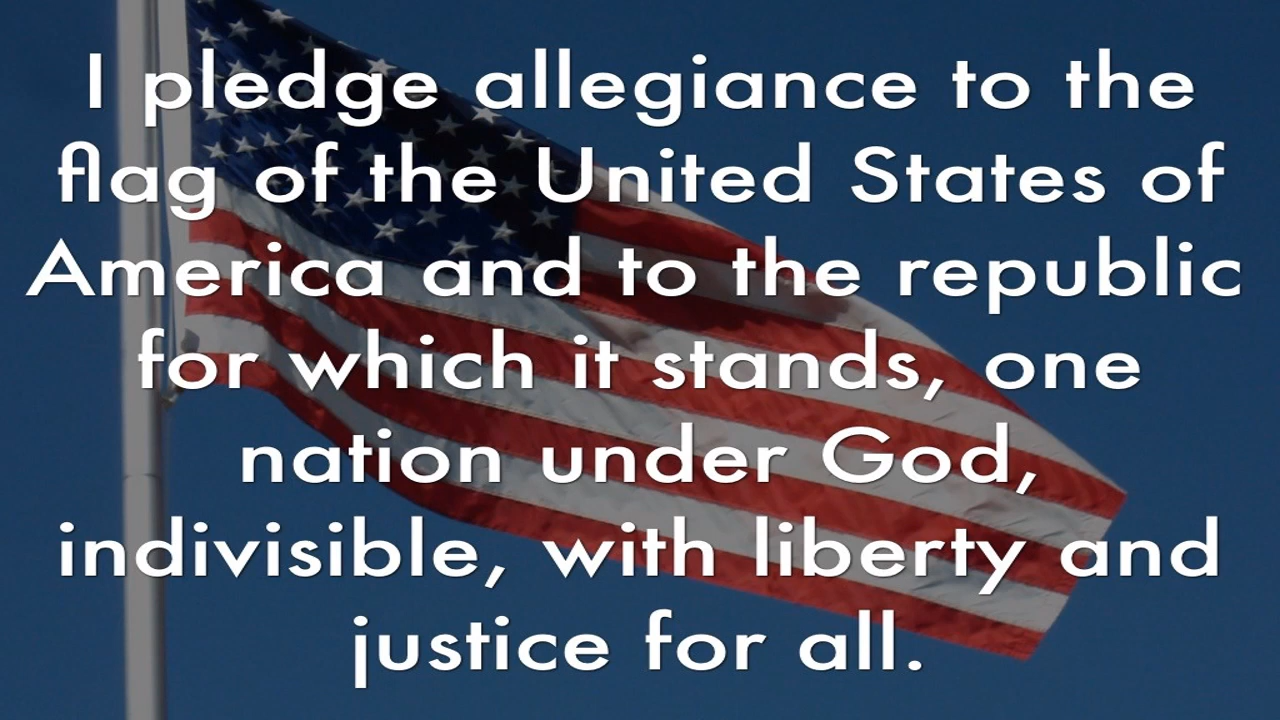 I pledge allegiance to the
flag of the United States of
America and to the republic
for which it stands, one
nation under God,
indivisible, with liberty and
justice for all.